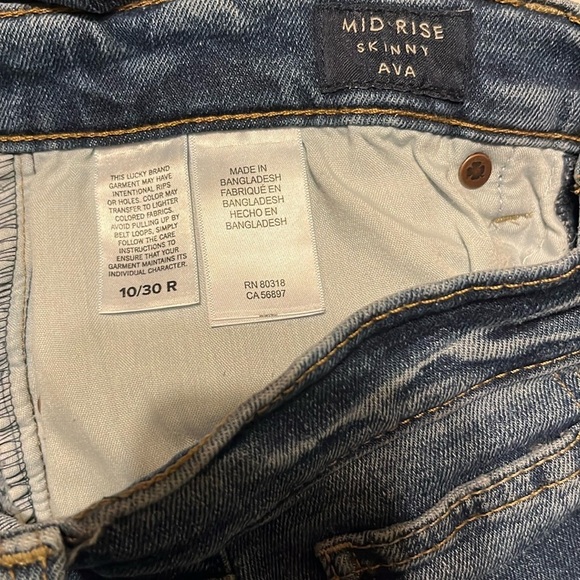 MID·RISE
SKINNY
AVA
THIS LUCKY BRAND
GARMENT MAY HAVE
INTENTIONAL RIPS
OR HOLES. COLOR MAY
TRANSFER TO LIGHTER
COLORED FABRICS.
AVOID PULLING UP BY
BELT LOOPS, SIMPLY
FOLLOW THE CARE
INSTRUCTIONS TO
ENSURE THAT YOUR
GARMENT MAINTAINS ITS
INDIVIDUAL CHARACTER.
10/30 R
MADE IN
BANGLADESH
FABRIQUÉ EN
BANGLADESH
HECHO EN
BANGLADESH
RN 80318
CA 56897